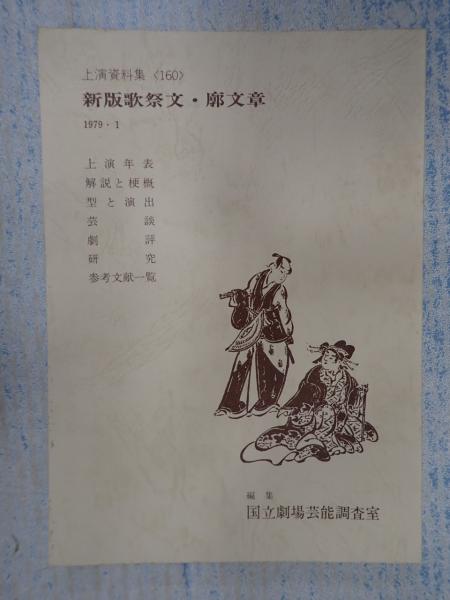 上演資料集〈160〉
新版歌祭文・廓文章
1979・1
上演年表
解説と梗概
型と演出
芸談
劇評
研究
参考文献一覧
編集
国立劇場芸能調査室